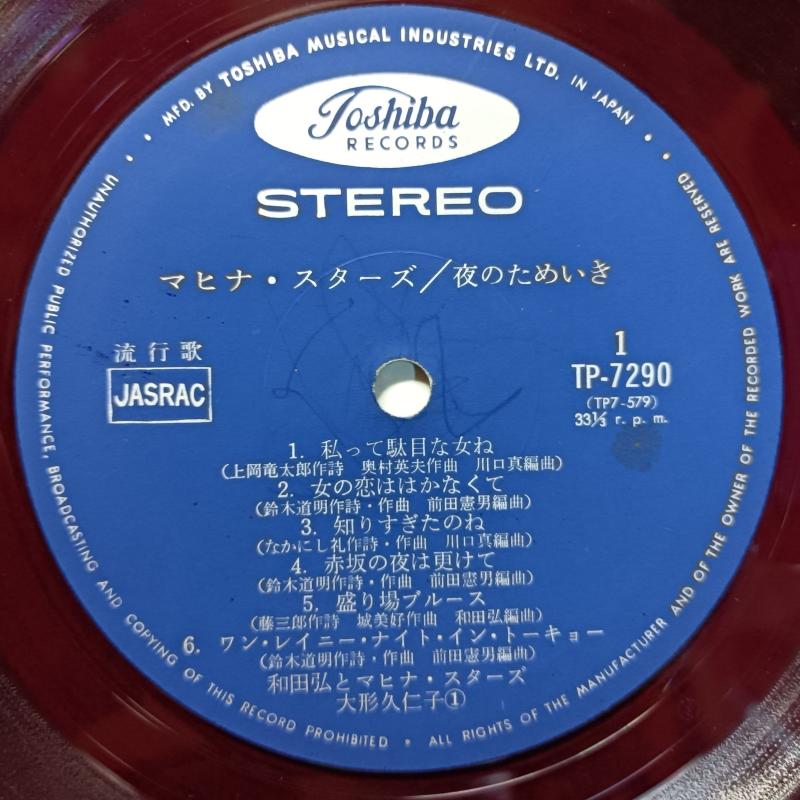 MFD. BY TOSHIBA MUSICAL INDUSTRIES LTD. IN JAPAN
Toshiba
RECORDS
STEREO
マヒナ・スターズ/夜のためいき
流行歌
JASRAC
1
TP-7290
(TP7-579)
33⅓ r. p. m.
1. 私って駄目な女ね
(上岡竜太郎作詩 奥村英夫作曲 川口真編曲)
2. 女の恋ははかなくて
(鈴木道明作詩・作曲 前田憲男編曲)
3. 知りすぎたのね
(なかにし礼作詩・作曲 川口真編曲)
4. 赤坂の夜は更けて
(鈴木道明作詩・作曲 前田憲男編曲)
5. 盛り場ブルース
(藤三郎作詩 城美好作曲 和田弘編曲)
6. ワン・レイニー・ナイト・イン・トーキョー
(鈴木道明作詩・作曲 前田憲男編曲)
和田弘とマヒナ・スターズ
大形久仁子①
UNAUTHORIZED PUBLIC PERFORMANCE, BROADCASTING AND COPYING OF THIS RECORD PROHIBITED • ALL RIGHTS OF THE MANUFACTURER AND OF THE OWNER OF THE RECORDED WORK ARE RESERVED